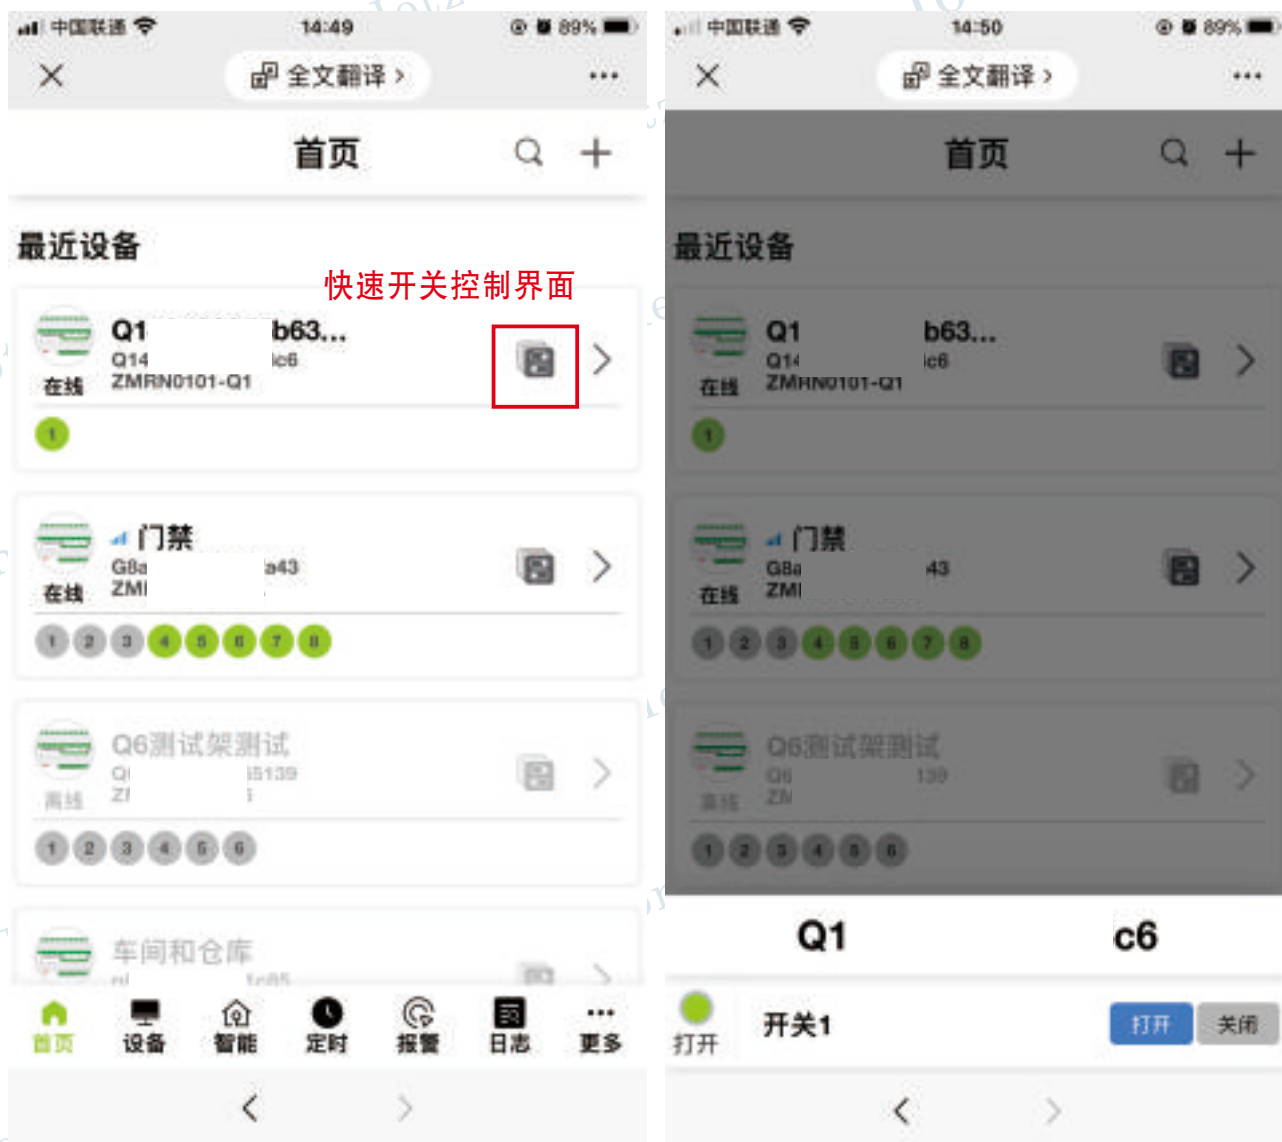 中国联通
14:49
89%
全文翻译
首页
最近设备
快速开关控制界面
Q1 b63...
Q14 c6
在线
ZMRN0101-Q1
1
门禁
G8a a43
在线
ZM
1 2 3 4 5 6 7 8
Q6测试架测试
离线
1 2 3 4 5 6
车间和仓库
首页 设备 智能 定时 报警 日志 更多
中国联通
14:50
89%
全文翻译
首页
最近设备
Q1 b63...
Q14 c6
在线
ZMRN0101-Q1
1
门禁
G8a 43
在线
ZM
1 2 3 4 5 6 7 8
Q6测试架测试
Q6 139
离线
ZM
1 2 3 4 5 6
Q1 c6
打开
开关1
打开
关闭